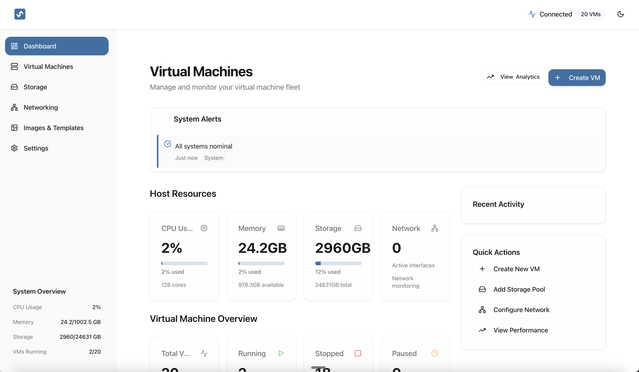 Connected
20 VMs
Dashboard
Virtual Machines
Storage
Networking
Images & Templates
Settings
System Overview
CPU Usage 2%
Memory 24.2/1002.5 GB
Storage 2960/24631 GB
VMs Running 2/20
Virtual Machines
Manage and monitor your virtual machine fleet
View Analytics
Create VM
System Alerts
All systems nominal
Just now System
Host Resources
CPU Us...
2%
2% used
128 cores
Memory
24.2GB
2% used
978.3GB available
Storage
2960GB
12% used
24631GB total
Network
0
Active interfaces
Network
monitoring
Virtual Machine Overview
Total V...
20
Running
2
Stopped
18
Paused
0
Recent Activity
Quick Actions
Create New VM
Add Storage Pool
Configure Network
View Performance